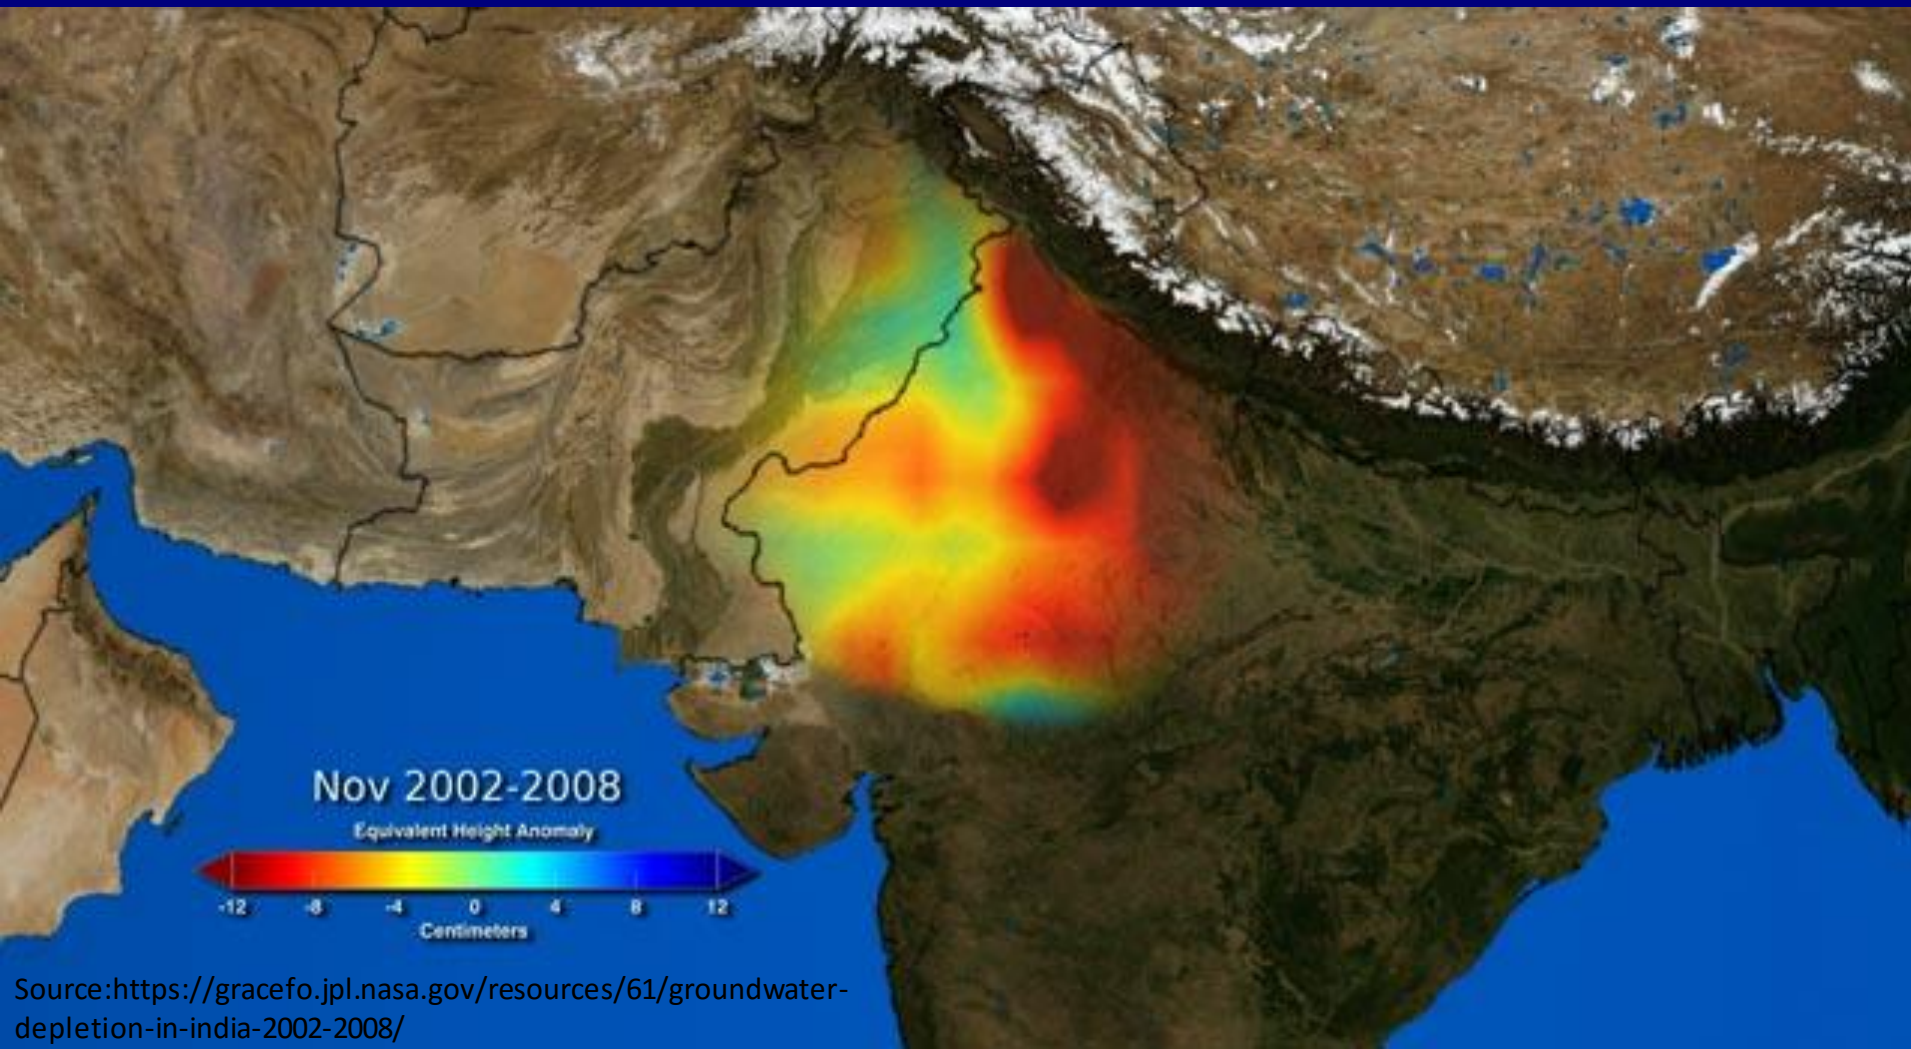 Nov 2002-2008
Equivalent Height Anomaly
-12 -8 -4 0 4 8 12
Centimeters
Source:https://gracefo.jpl.nasa.gov/resources/61/groundwater-
depletion-in-india-2002-2008/